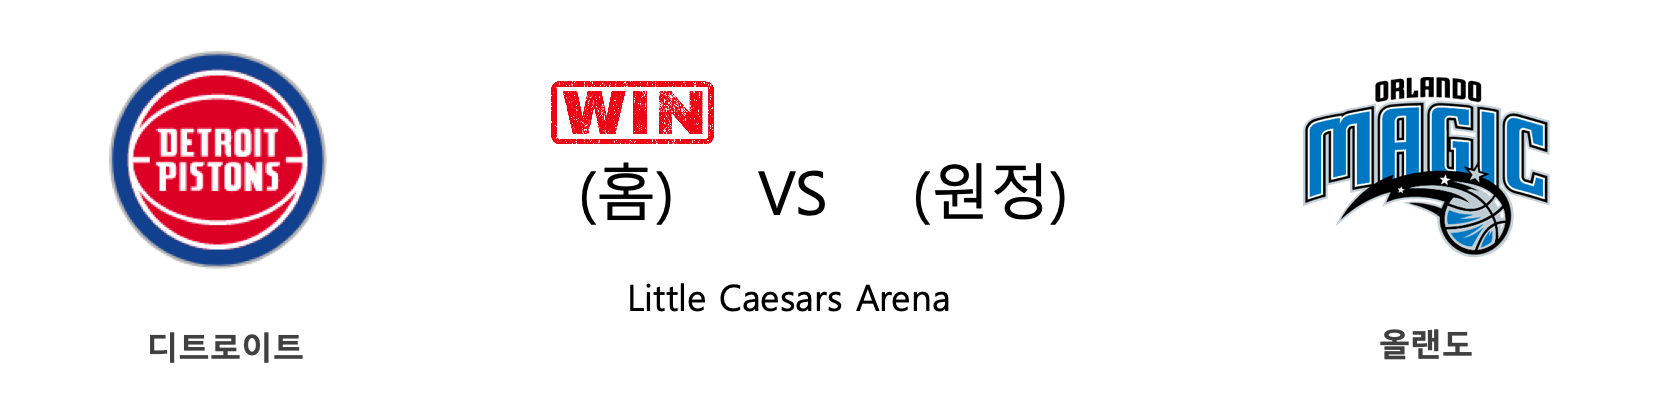 DETROIT
PISTONS
디트로이트
WIN
(홈) VS (원정)
Little Caesars Arena
ORLANDO
MAGIC
올랜도